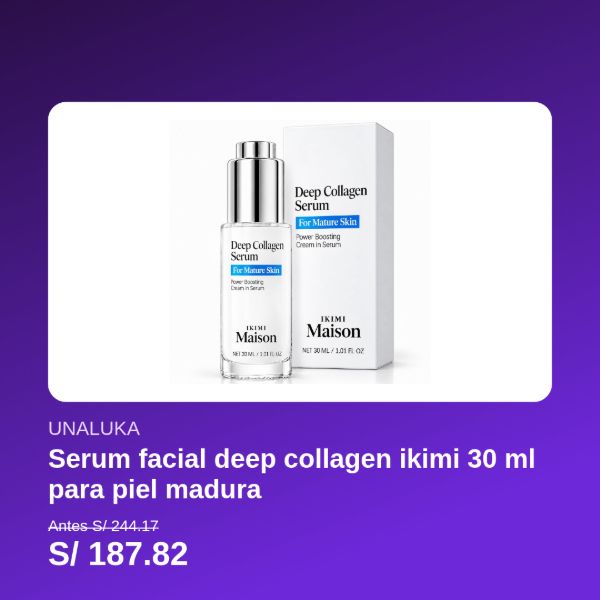 Deep Collagen
Serum
For Mature Skin
Power Boosting
Cream in Serum
IKIMI
Maison
NET 30 ML / 1.01 FL OZ
Deep Collagen
Serum
For Mature Skin
Power Boosting
Cream in Serum
IKIMI
Maison
NET 30 ML / 1.01 FL OZ
UNALUKA
Serum facial deep collagen ikimi 30 ml
para piel madura
Antes S/ 244.17
S/ 187.82